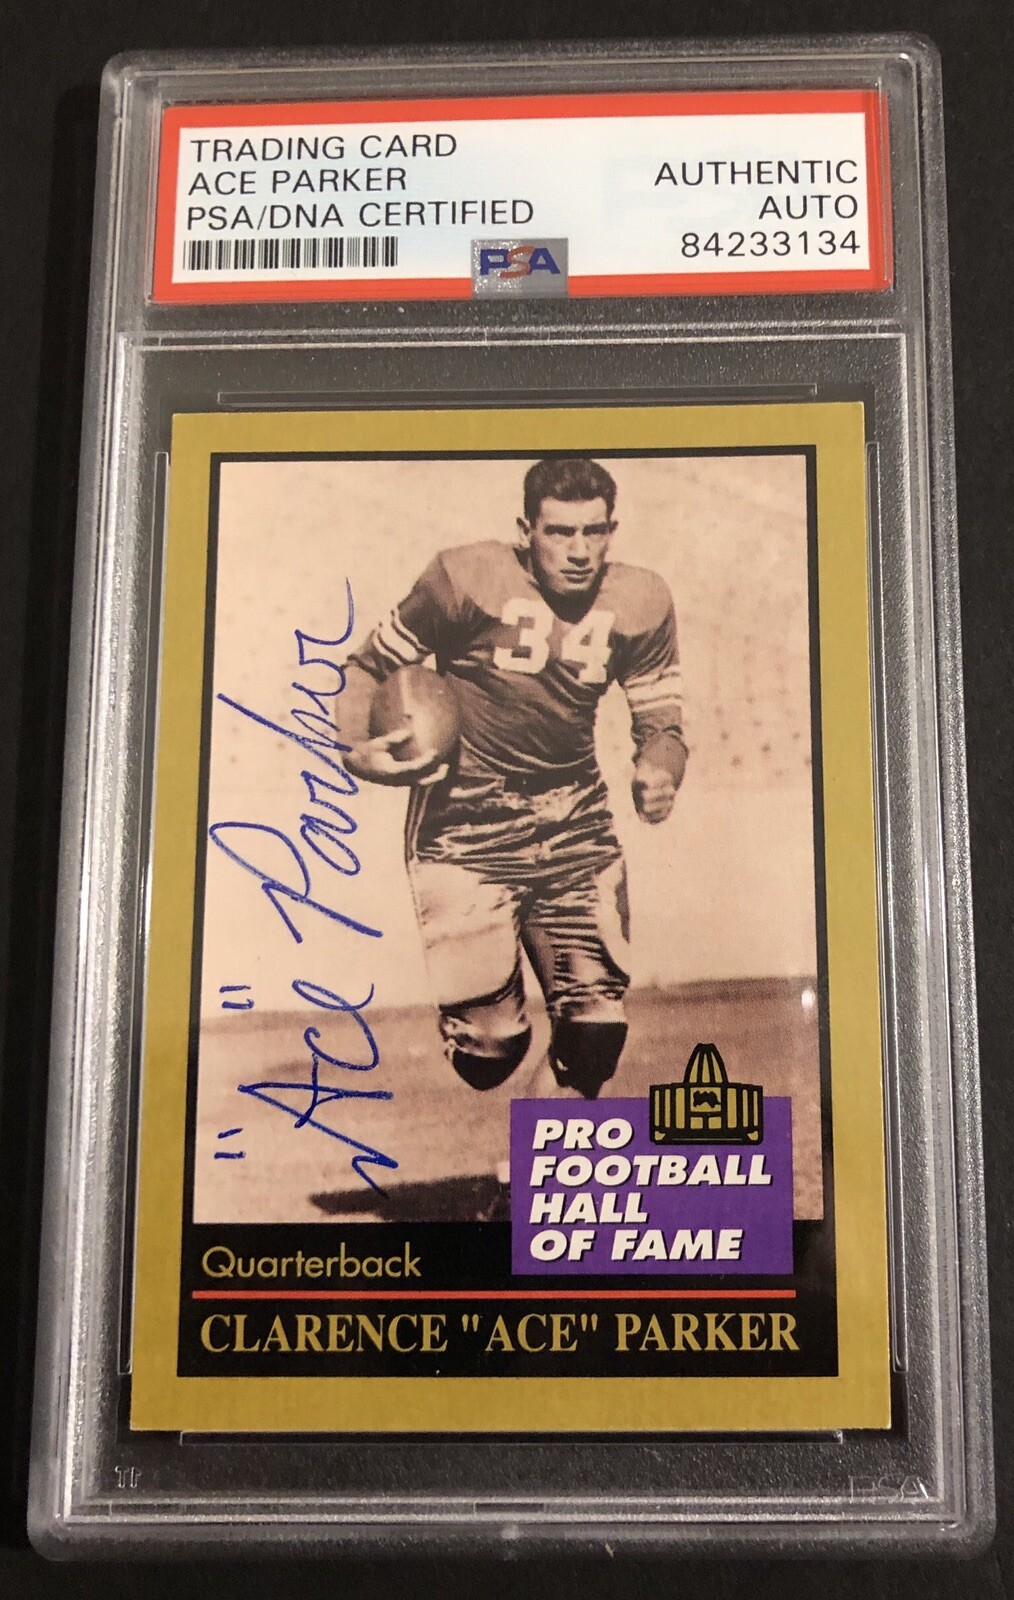 TRADING CARD
ACE PARKER
PSA/DNA CERTIFIED
AUTHENTIC
AUTO
84233134
PSA
34
"Ace" Parker
PRO
FOOTBALL
HALL
OF FAME
Quarterback
CLARENCE "ACE" PARKER
PSA